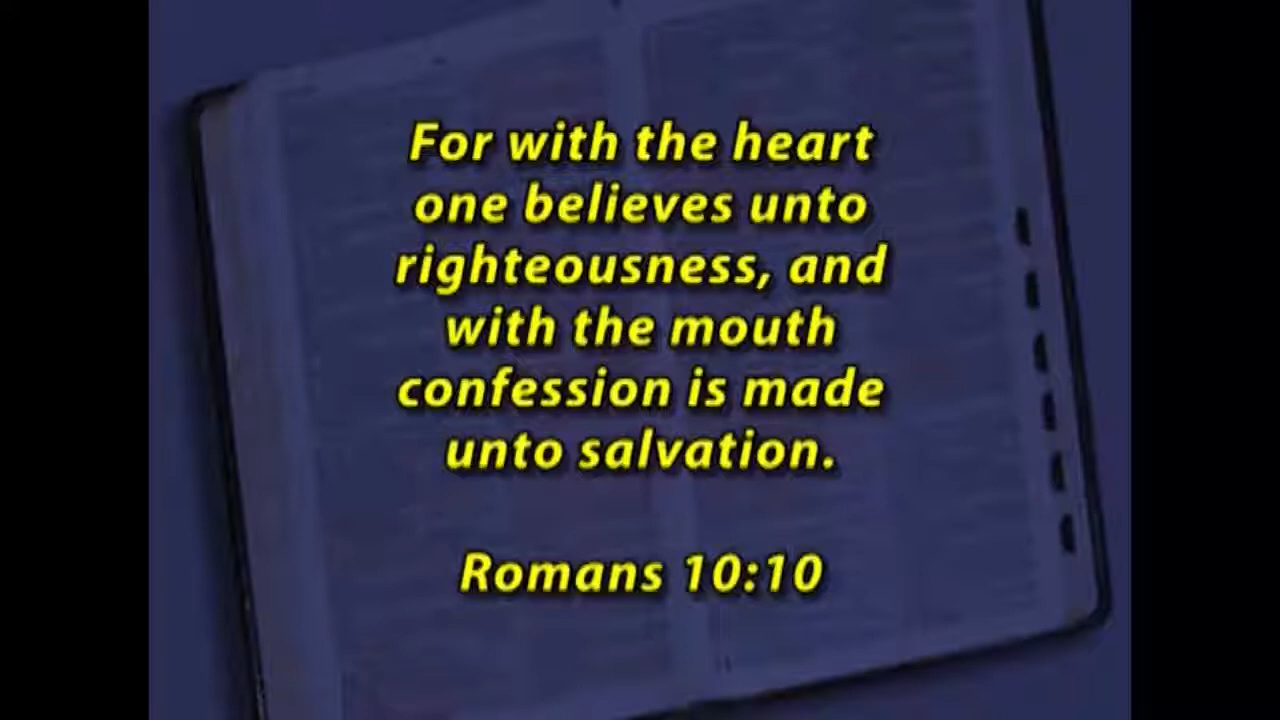 For with the heart
one believes unto
righteousness, and
with the mouth
confession is made
unto salvation.
Romans 10:10